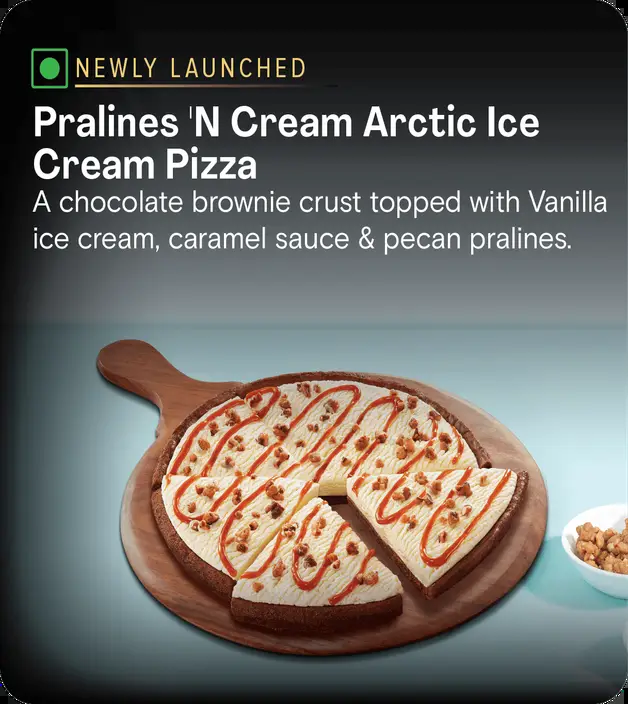 NEWLY LAUNCHED
Pralines 'N Cream Arctic Ice
Cream Pizza
A chocolate brownie crust topped with Vanilla
ice cream, caramel sauce & pecan pralines.